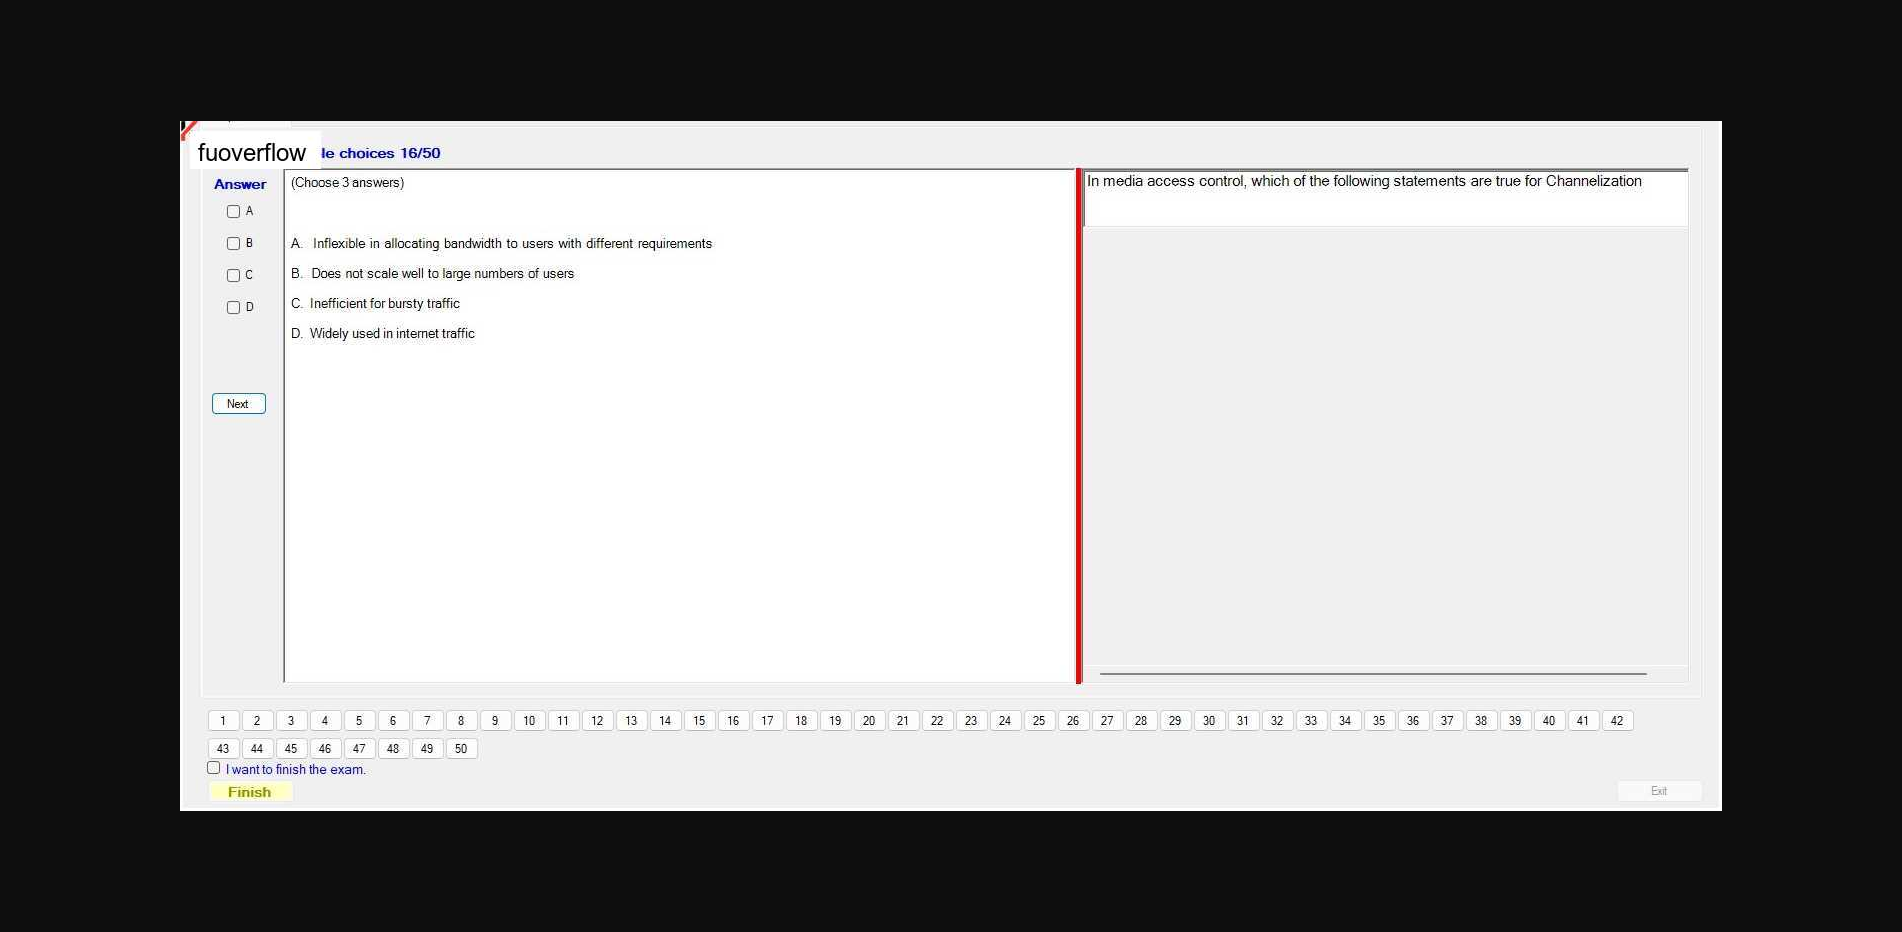 fuoverflow
le choices 16/50
Answer
(Choose 3 answers)
In media access control, which of the following statements are true for Channelization
A
B
C
D
A. Inflexible in allocating bandwidth to users with different requirements
B. Does not scale well to large numbers of users
C. Inefficient for bursty traffic
D. Widely used in internet traffic
Next
1 2 3 4 5 6 7 8 9 10 11 12 13 14 15 16 17 18 19 20 21 22 23 24 25 26 27 28 29 30 31 32 33 34 35 36 37 38 39 40 41 42
43 44 45 46 47 48 49 50
I want to finish the exam.
Finish
Exit